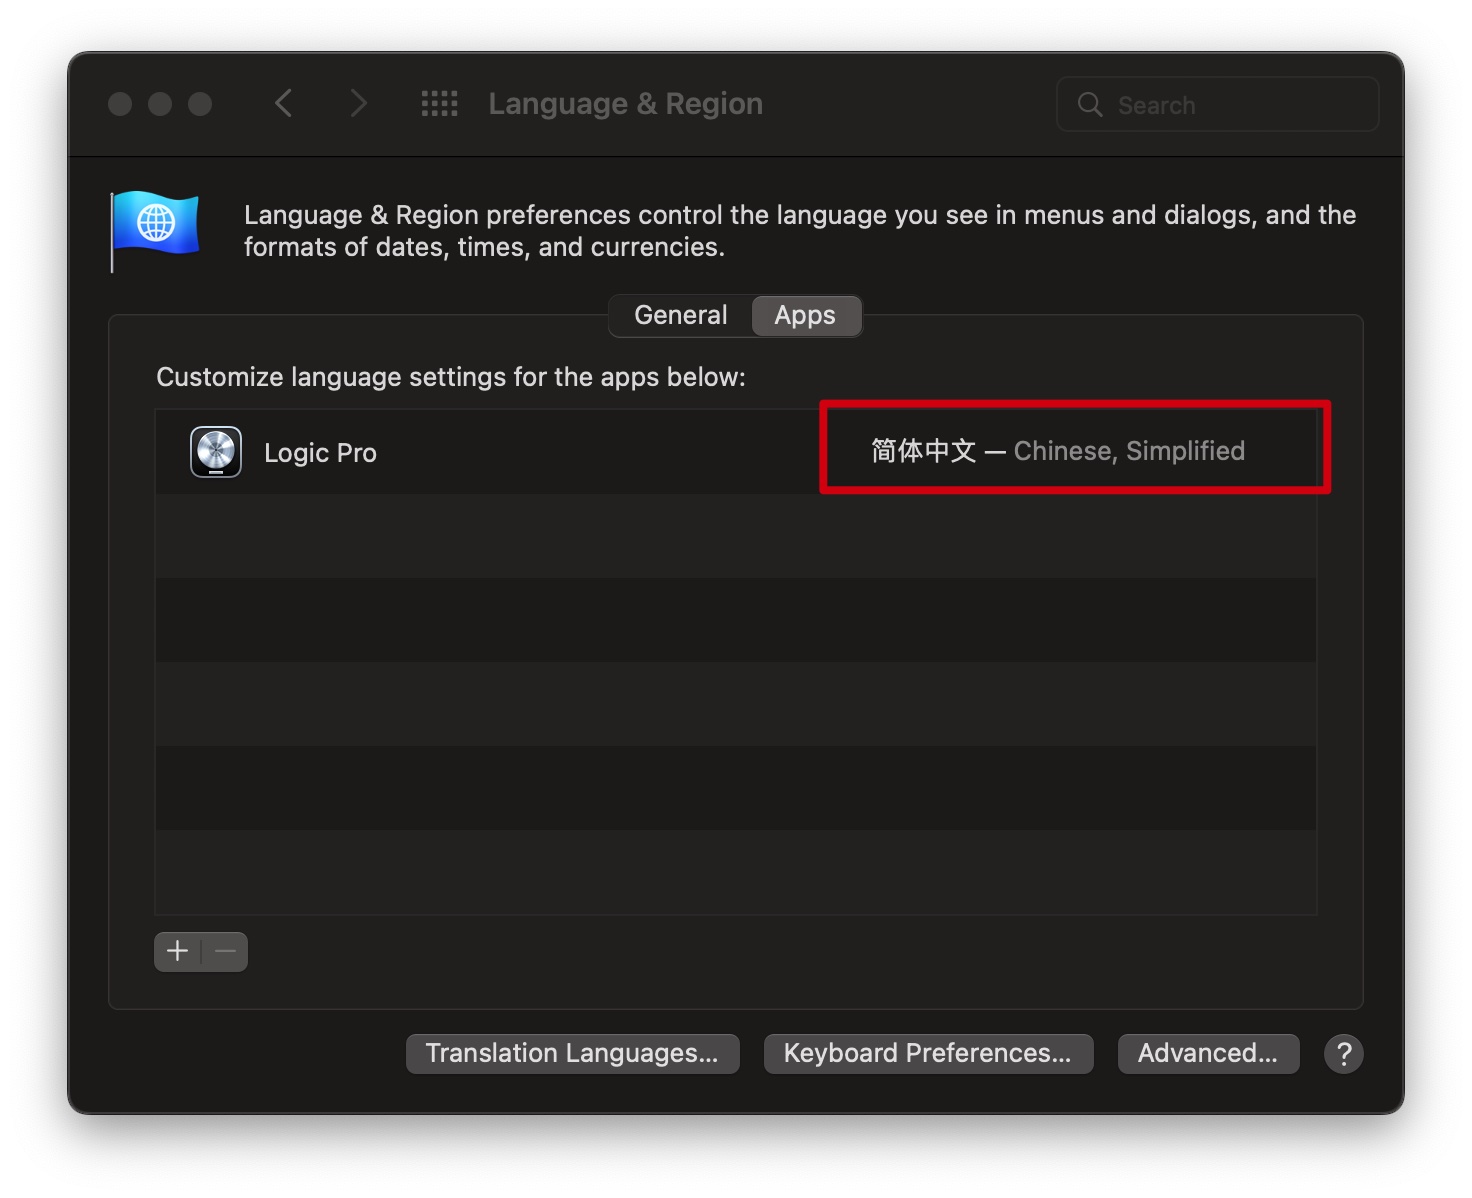 Language & Region
Search
Language & Region preferences control the language you see in menus and dialogs, and the
formats of dates, times, and currencies.
General
Apps
Customize language settings for the apps below:
Logic Pro
简体中文 — Chinese, Simplified
Translation Languages...
Keyboard Preferences...
Advanced...
?